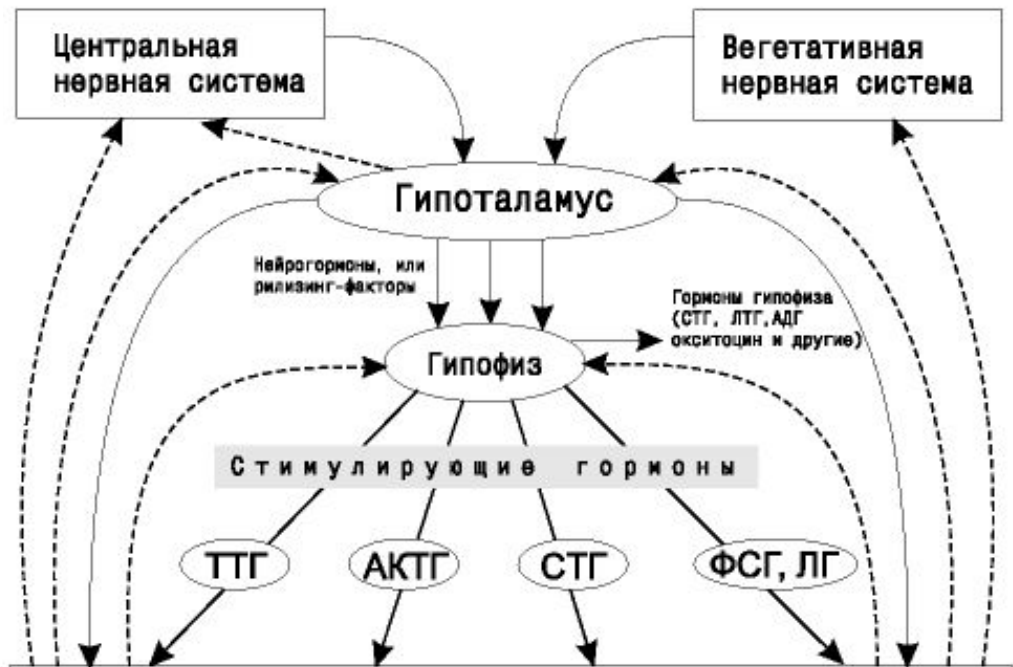 Центральная
нервная система
Вегетативная
нервная система
Гипоталамус
Нейрогормоны, или
рилизинг-факторы
Гормоны гипофиза
(СТГ, ЛТГ,АДГ
окситоцин и другие)
Гипофиз
Стимулирующие гормоны
ТТГ
АКТГ
СТГ
ФСГ, ЛГ